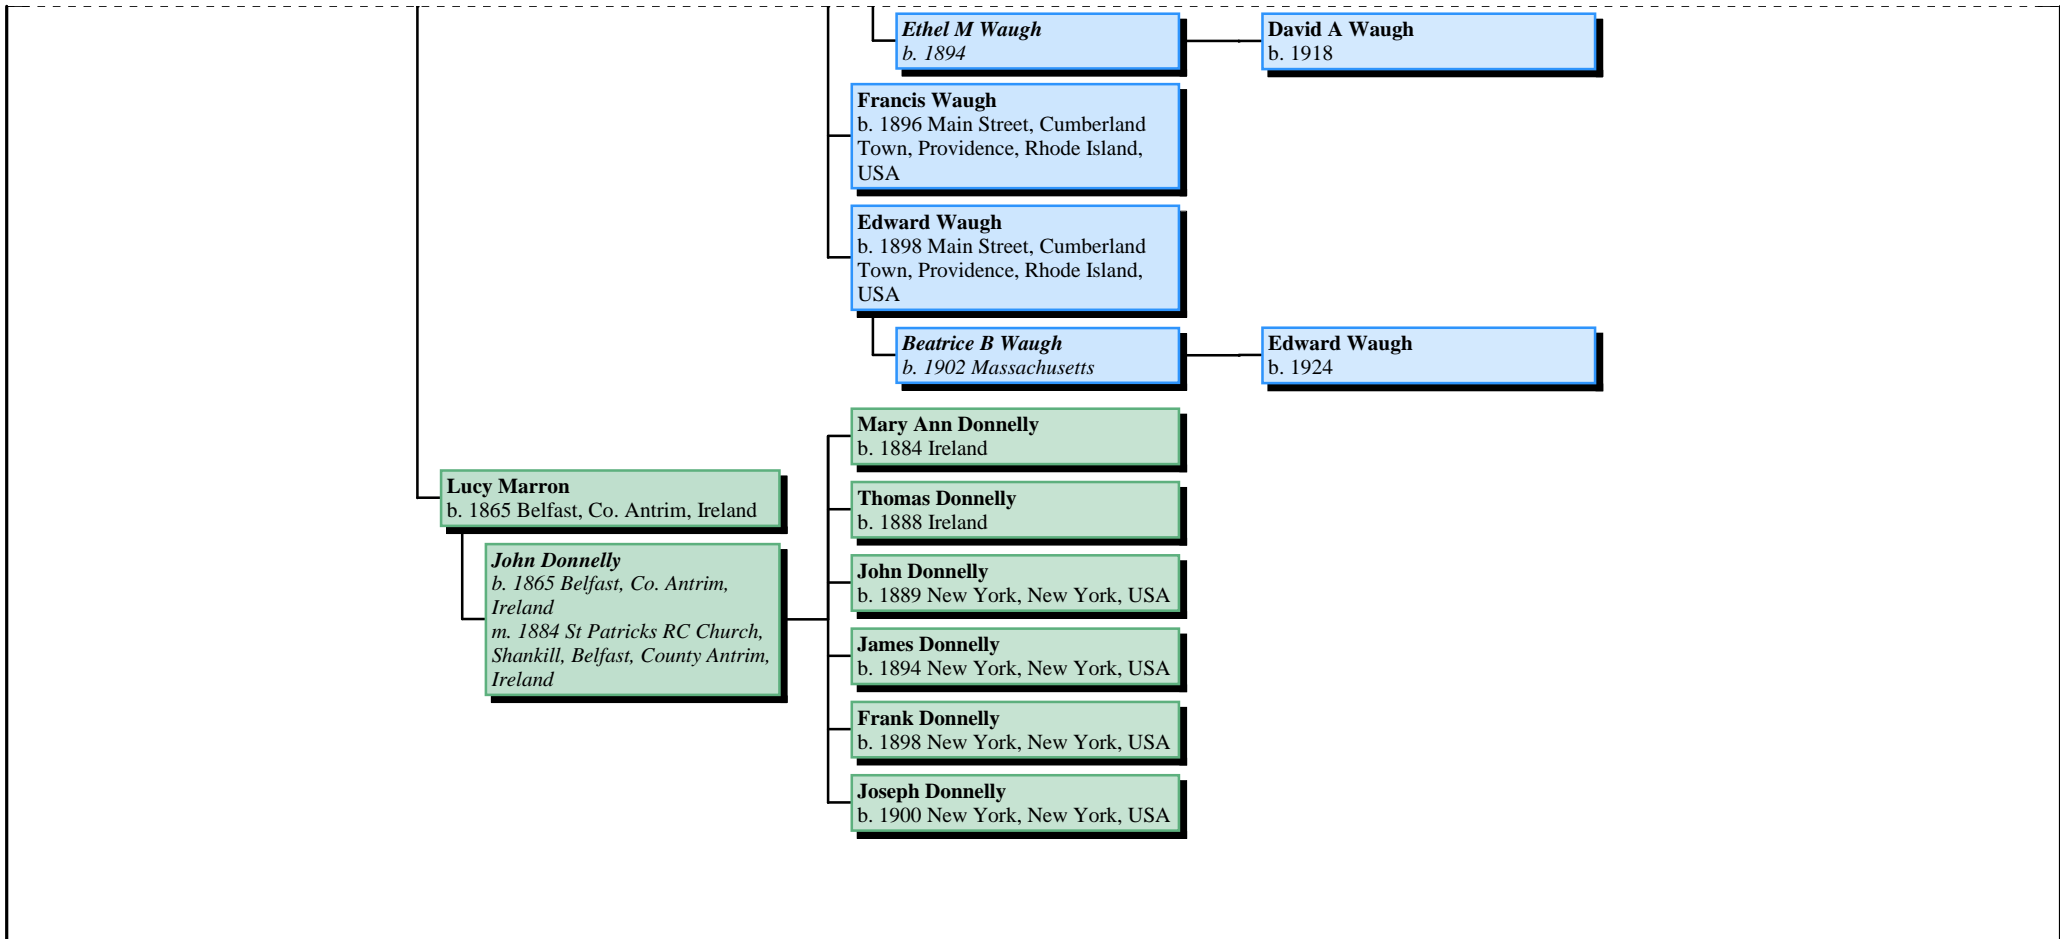 Ethel M Waugh
b. 1894
David A Waugh
b. 1918
Francis Waugh
b. 1896 Main Street, Cumberland
Town, Providence, Rhode Island,
USA
Edward Waugh
b. 1898 Main Street, Cumberland
Town, Providence, Rhode Island,
USA
Beatrice B Waugh
b. 1902 Massachusetts
Edward Waugh
b. 1924
Lucy Marron
b. 1865 Belfast, Co. Antrim, Ireland
John Donnelly
b. 1865 Belfast, Co. Antrim,
Ireland
m. 1884 St Patricks RC Church,
Shankill, Belfast, County Antrim,
Ireland
Mary Ann Donnelly
b. 1884 Ireland
Thomas Donnelly
b. 1888 Ireland
John Donnelly
b. 1889 New York, New York, USA
James Donnelly
b. 1894 New York, New York, USA
Frank Donnelly
b. 1898 New York, New York, USA
Joseph Donnelly
b. 1900 New York, New York, USA